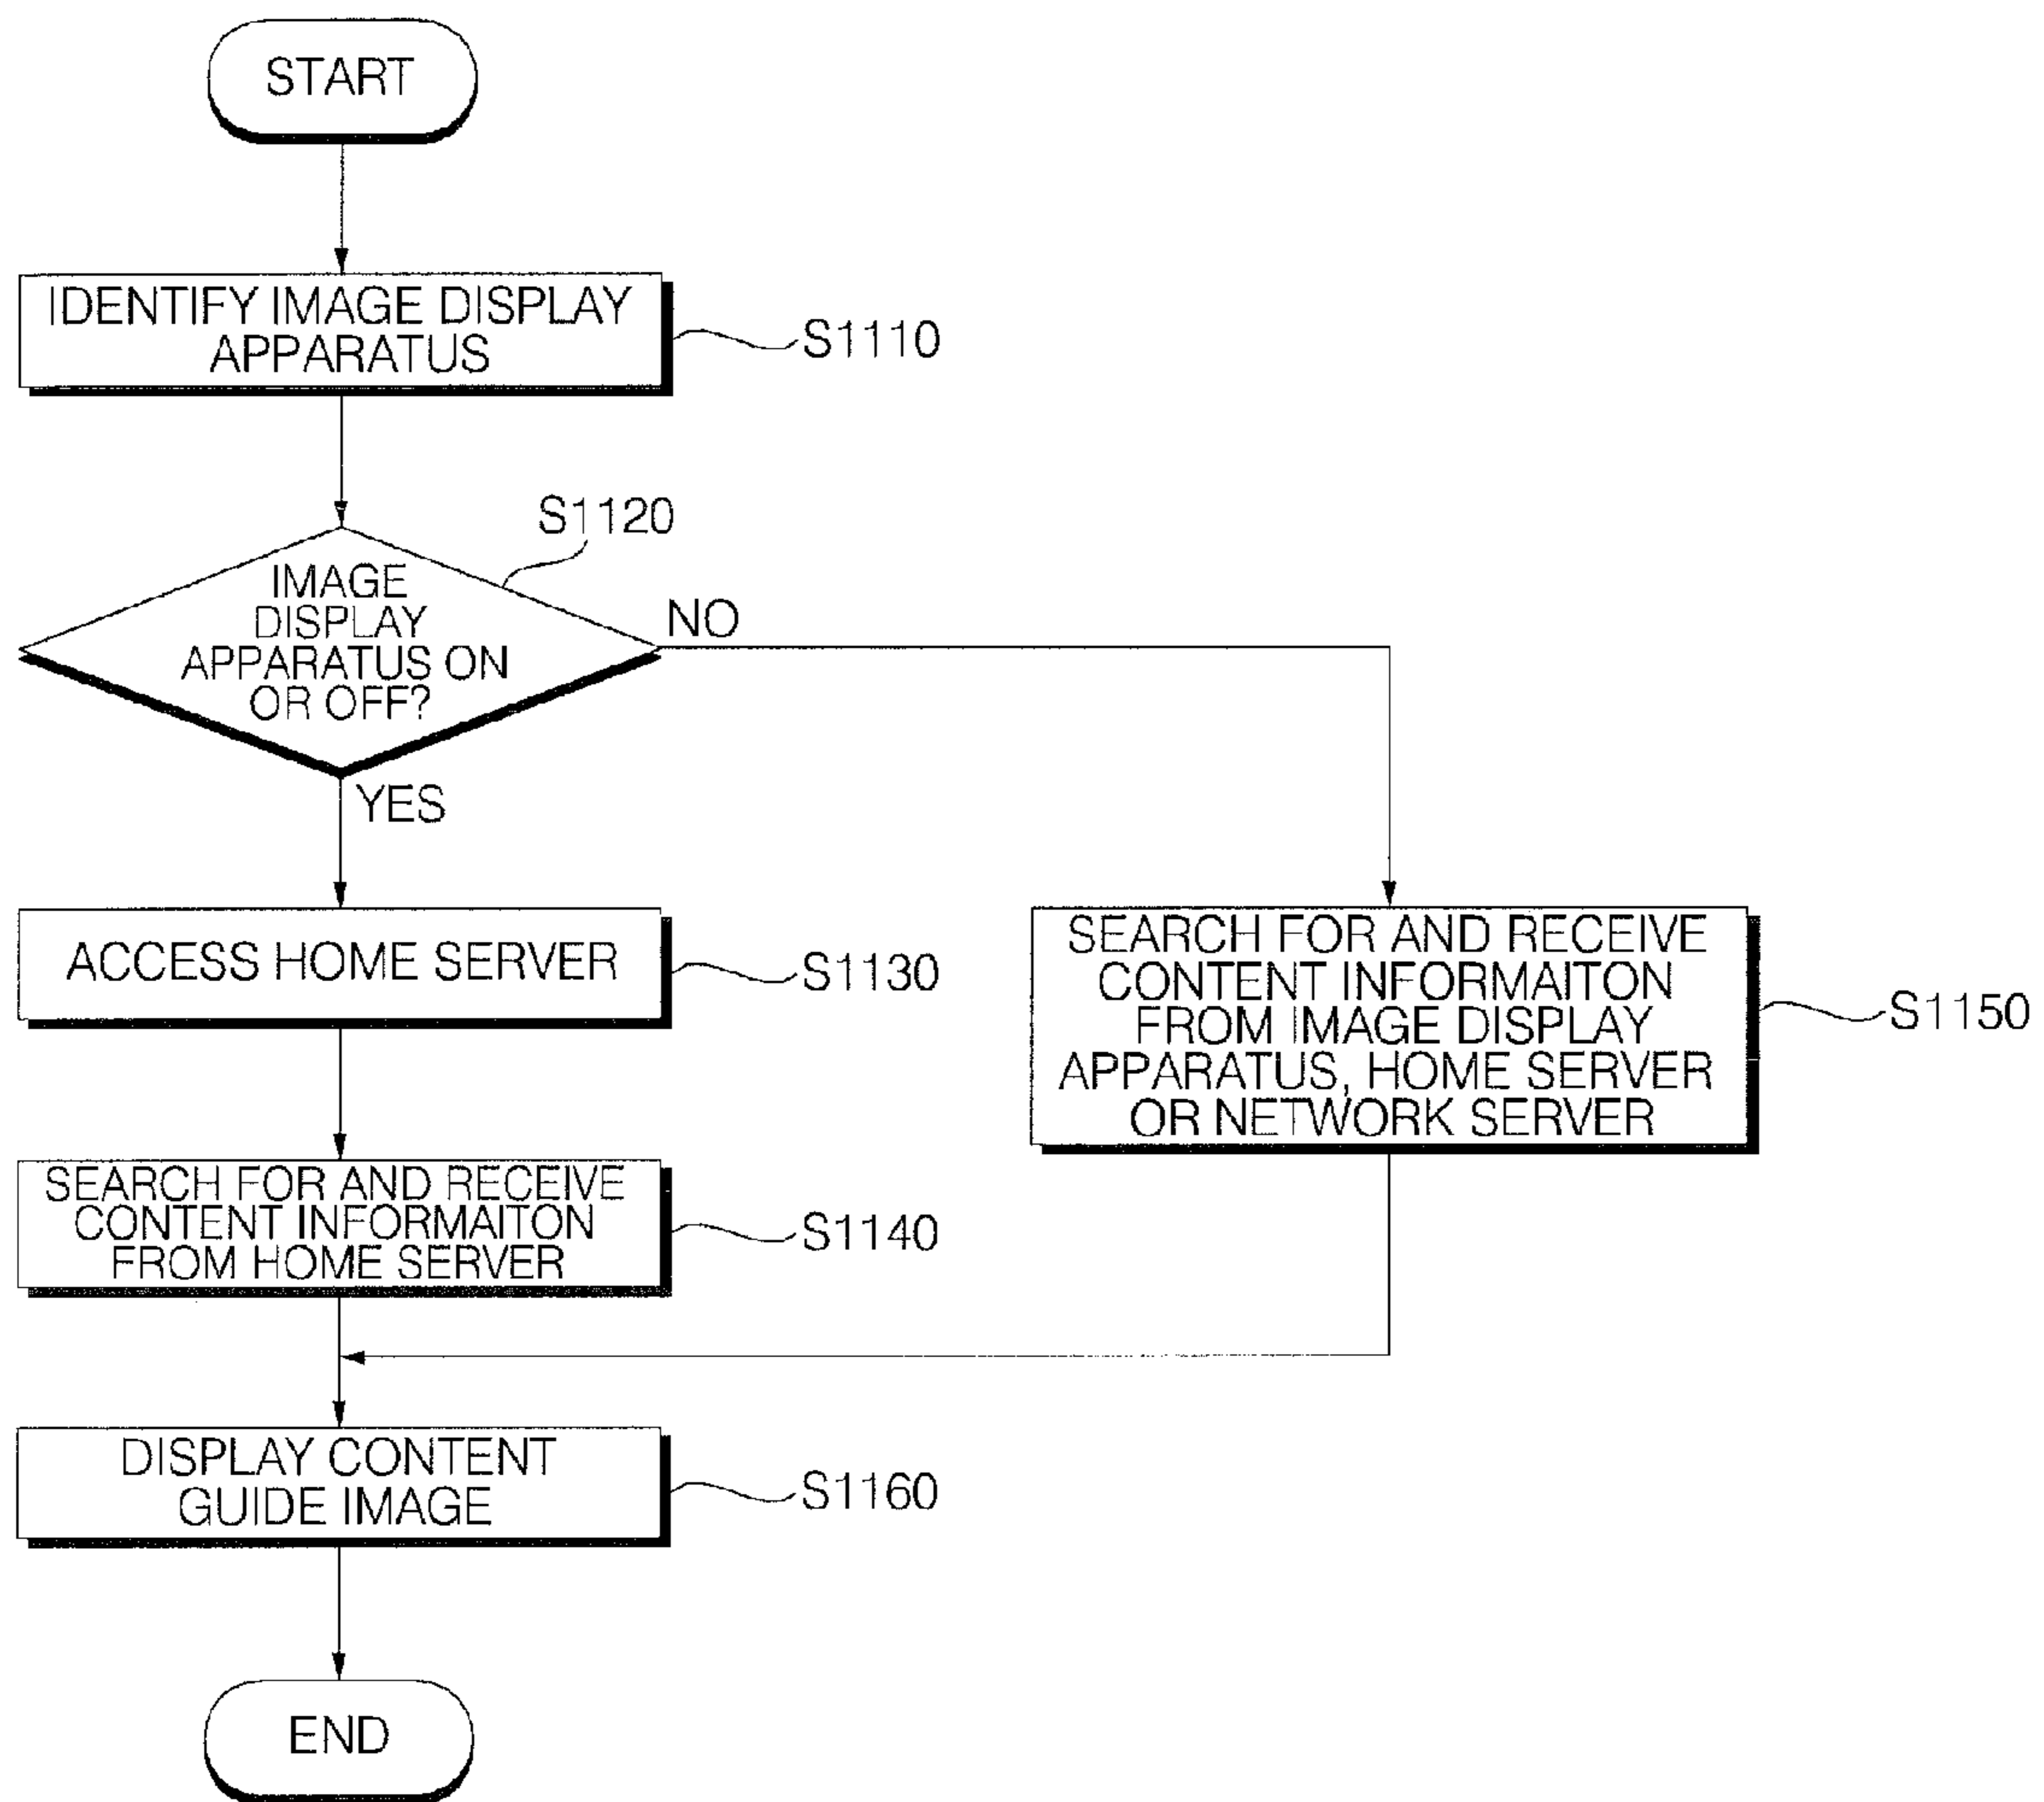 START
IDENTIFY IMAGE DISPLAY
APPARATUS
S1110
S1120
IMAGE
DISPLAY
APPARATUS ON
OR OFF?
NO
YES
ACCESS HOME SERVER
S1130
SEARCH FOR AND RECEIVE
CONTENT INFORMAITON
FROM IMAGE DISPLAY
APPARATUS, HOME SERVER
OR NETWORK SERVER
S1150
SEARCH FOR AND RECEIVE
CONTENT INFORMAITON
FROM HOME SERVER
S1140
DISPLAY CONTENT
GUIDE IMAGE
S1160
END